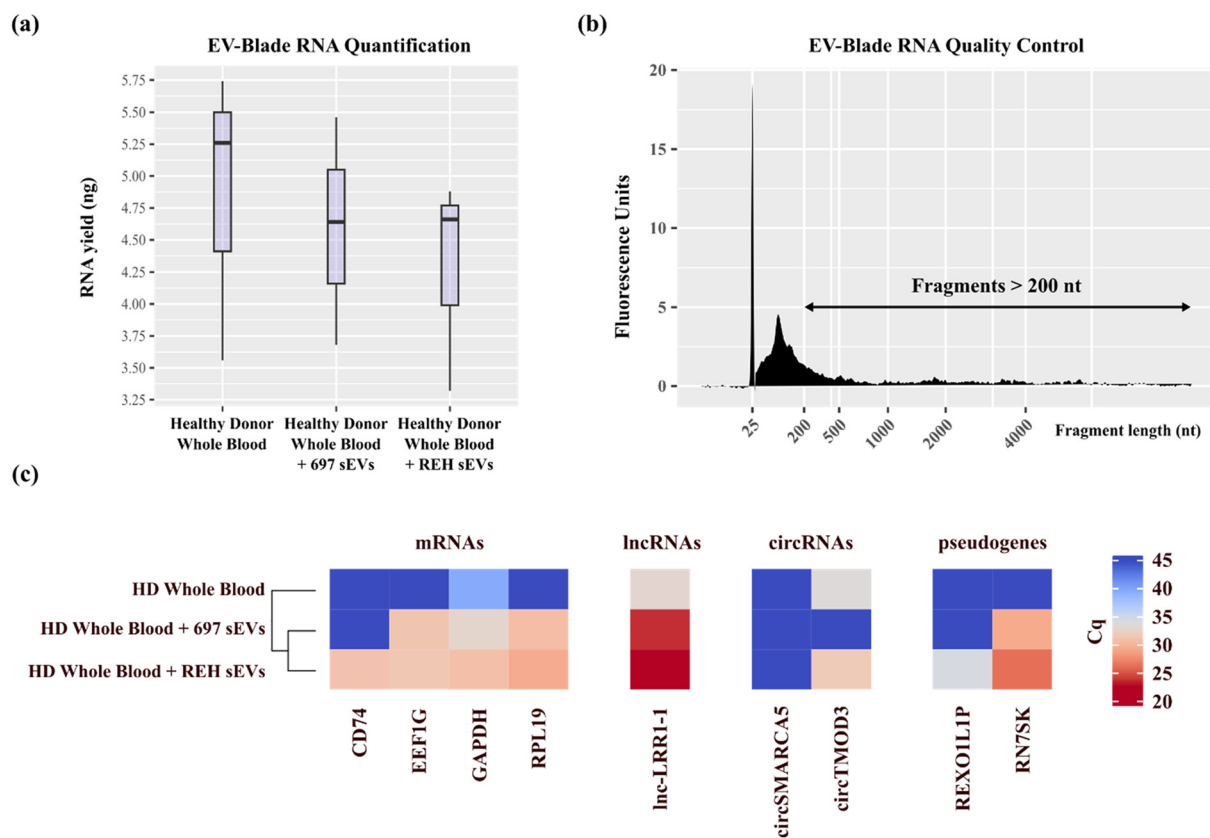 (a)
EV-Blade RNA Quantification
RNA yield (ng)
5.75
5.50
5.25
5.00
4.75
4.50
4.25
4.00
3.75
3.50
3.25
Healthy Donor
Whole Blood
Healthy Donor
Whole Blood
+ 697 sEVs
Healthy Donor
Whole Blood
+ REH sEVs
(b)
EV-Blade RNA Quality Control
Fluorescence Units
20
15
10
5
0
Fragments > 200 nt
25
200
500
1000
2000
4000
Fragment length (nt)
(c)
mRNAs
lncRNAs
circRNAs
pseudogenes
HD Whole Blood
HD Whole Blood + 697 sEVs
HD Whole Blood + REH sEVs
CD74
EEF1G
GAPDH
RPL19
lnc-LRR1-1
circSMARCA5
circTMOD3
REXO1L1P
RN7SK
Cq
45
40
35
30
25
20